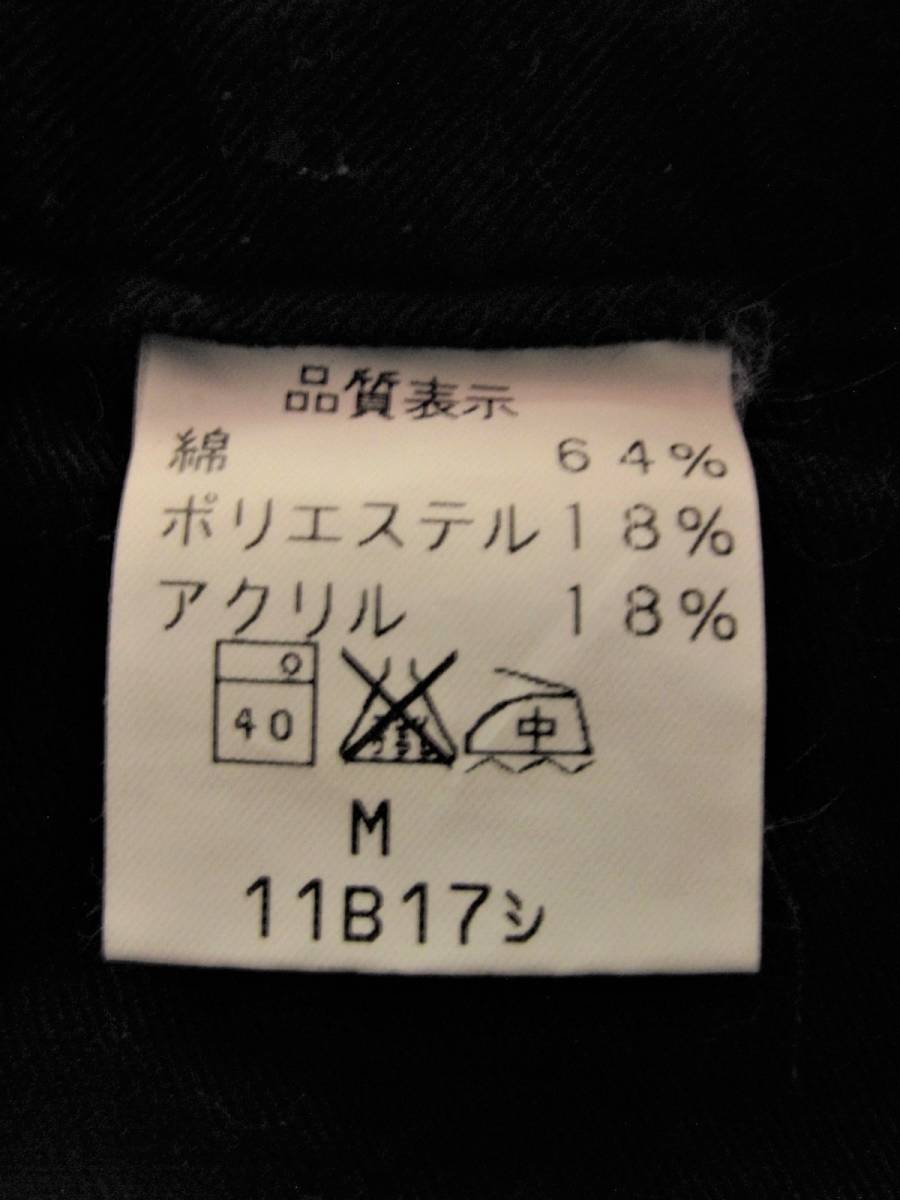 品質表示
綿 64%
ポリエステル 18%
アクリル 18%
40 中
M
11B17シ